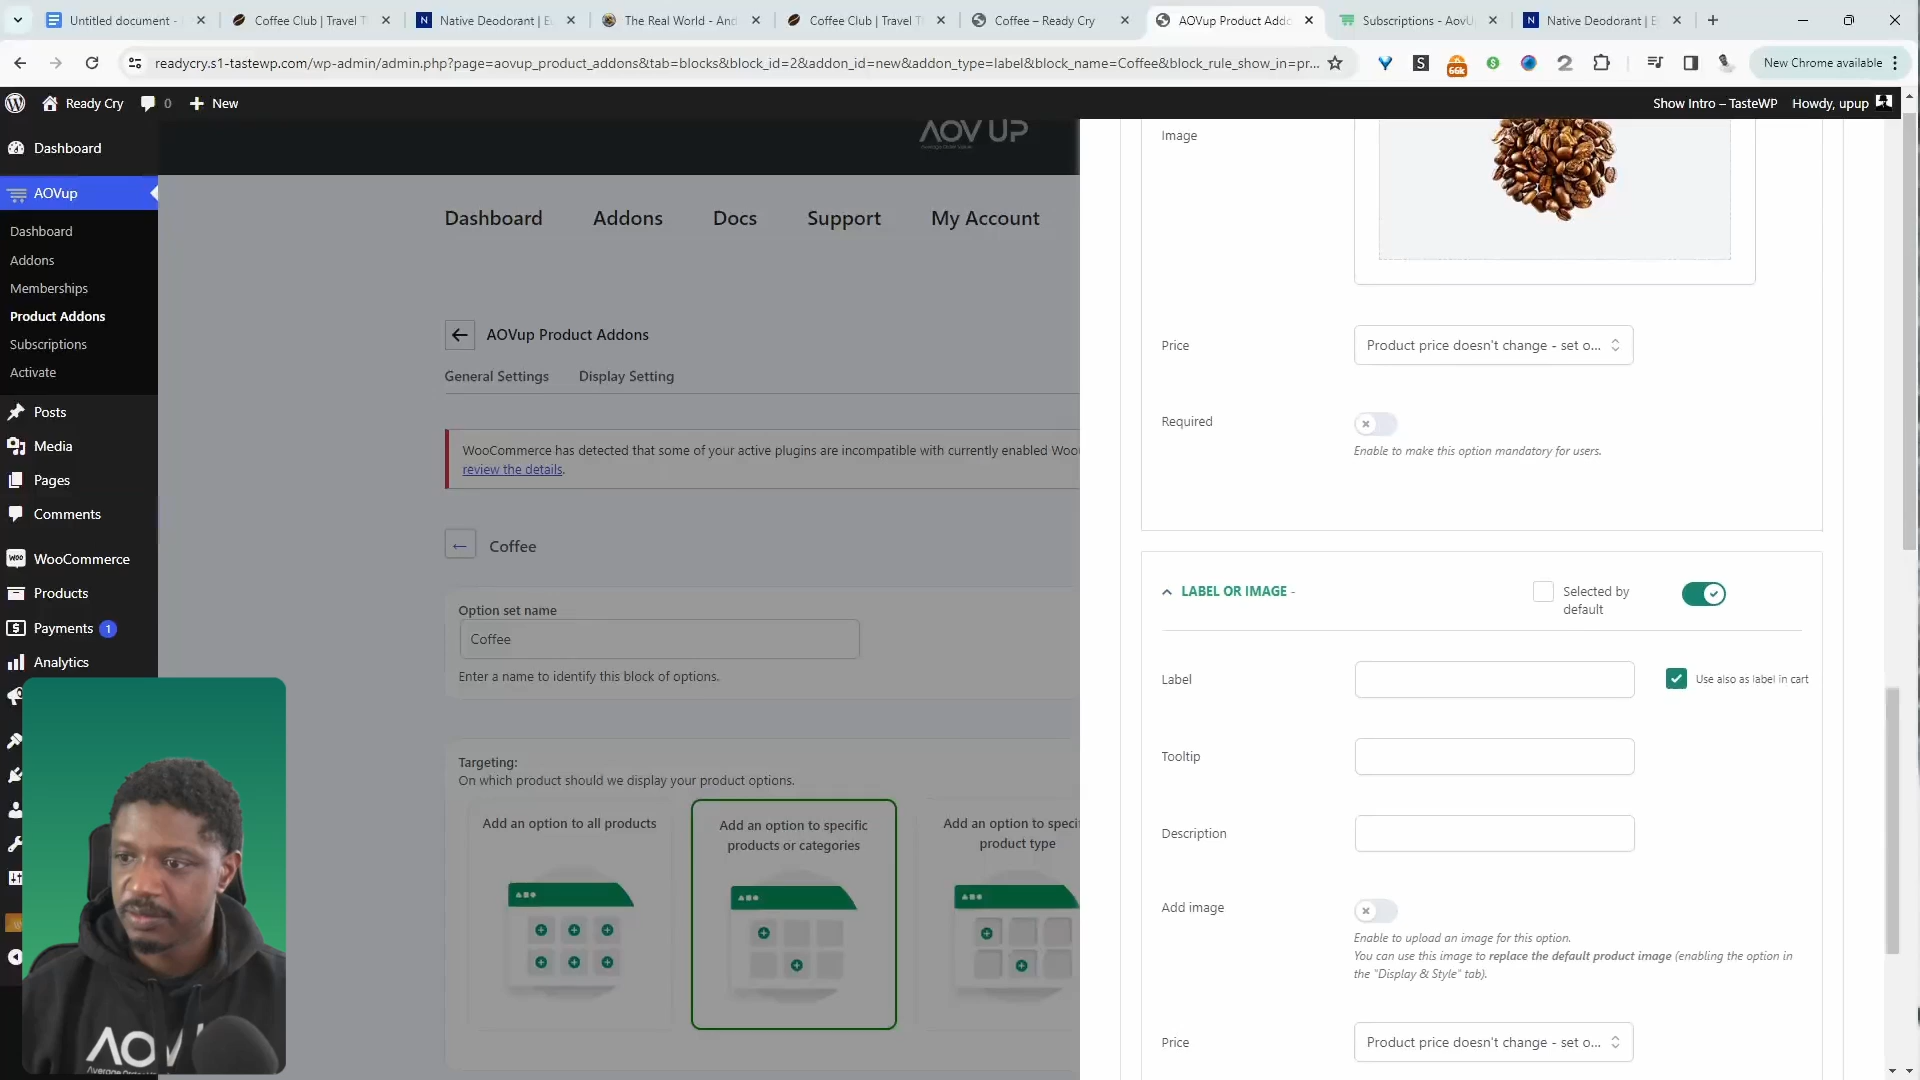 Untitled document -
Coffee Club | Travel T
Native Deodorant | E
The Real World - And
Coffee Club | Travel T
Coffee – Ready Cry
AOVup Product Addo
Subscriptions - AovU
Native Deodorant | E
readycry.s1-tastewp.com/wp-admin/admin.php?page=aovup_product_addons&tab=blocks&block_id=2&addon_id=new&addon_type=label&block_name=Coffee&block_rule_show_in=pr...
66k
New Chrome available
Ready Cry
0
New
Show Intro – TasteWP
Howdy, upup
Dashboard
AOVup
Dashboard
Addons
Memberships
Product Addons
Subscriptions
Activate
Posts
Media
Pages
Comments
WooCommerce
Products
Payments 1
Analytics
AOV UP
Dashboard
Addons
Docs
Support
My Account
AOVup Product Addons
General Settings
Display Setting
WooCommerce has detected that some of your active plugins are incompatible with currently enabled Woo
review the details.
← Coffee
Option set name
Coffee
Enter a name to identify this block of options.
Targeting:
On which product should we display your product options.
Add an option to all products
Add an option to specific
products or categories
Add an option to speci
product type
Image
Price
Product price doesn't change - set o...
Required
Enable to make this option mandatory for users.
LABEL OR IMAGE -
Selected by
default
Label
Use also as label in cart
Tooltip
Description
Add image
Enable to upload an image for this option.
You can use this image to replace the default product image (enabling the option in
the "Display & Style" tab).
Price
Product price doesn't change - set o...